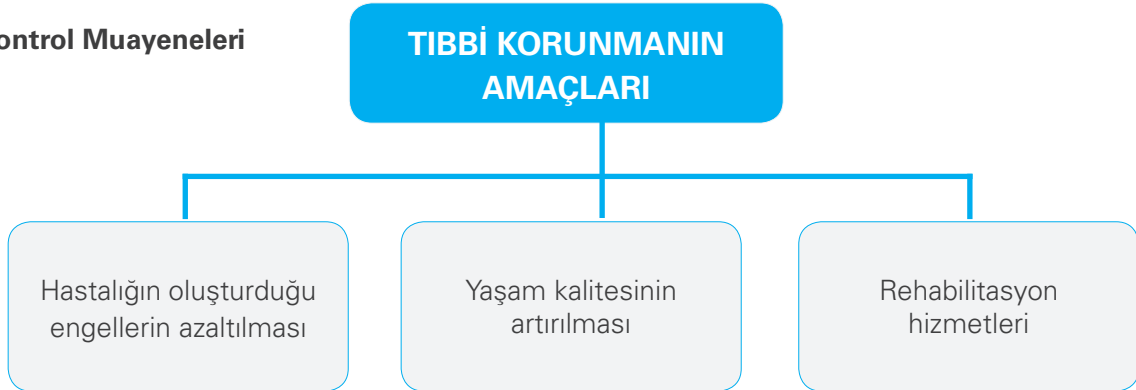 ontrol Muayeneleri
TIBBİ KORUNMANIN
AMAÇLARI
Hastalığın oluşturduğu
engellerin azaltılması
Yaşam kalitesinin
artırılması
Rehabilitasyon
hizmetleri